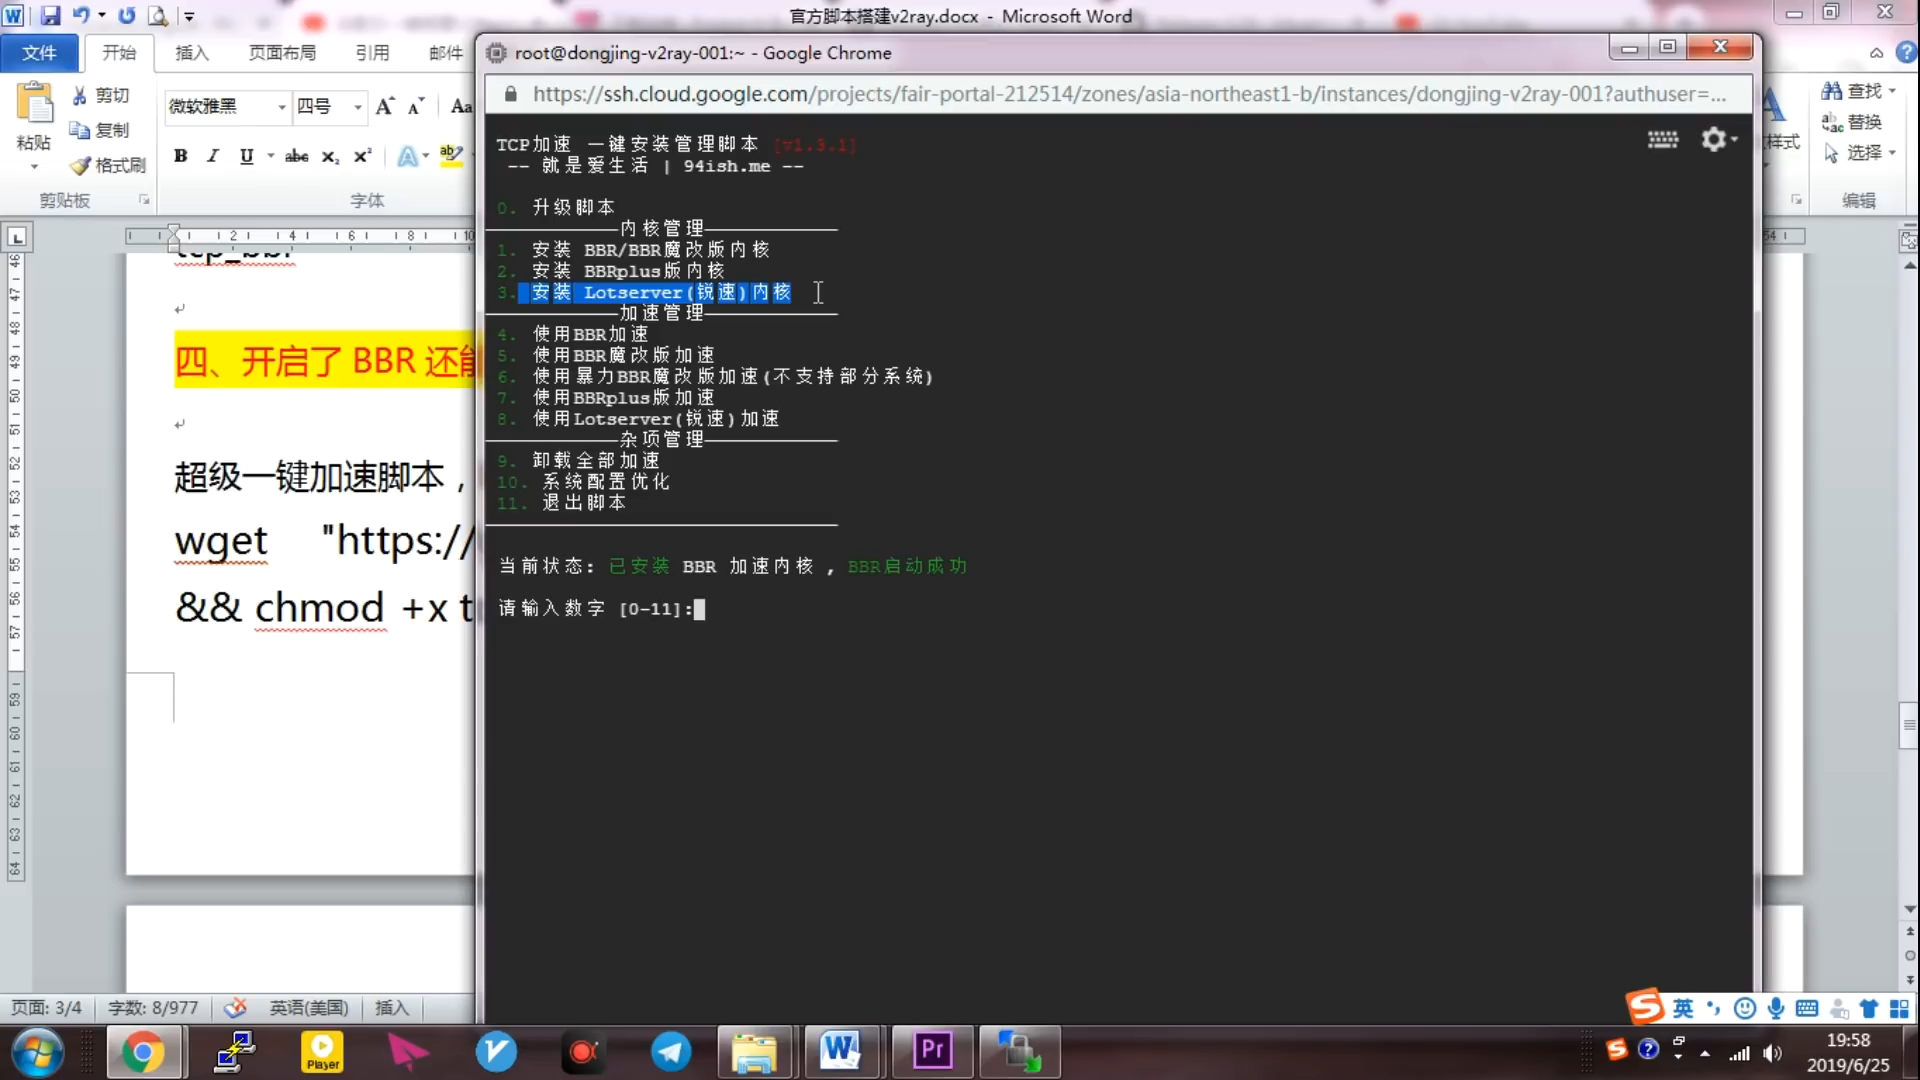 官方脚本搭建v2ray.docx - Microsoft Word
文件 开始 插入 页面布局 引用 邮件
剪切
复制
格式刷
粘贴
剪贴板
微软雅黑 四号
字体
查找
替换
选择
样式
编辑
root@dongjing-v2ray-001:~ - Google Chrome
https://ssh.cloud.google.com/projects/fair-portal-212514/zones/asia-northeast1-b/instances/dongjing-v2ray-001?authuser=...
TCP加速 一键安装管理脚本 [v1.3.1]
-- 就是爱生活 | 94ish.me --
0. 升级脚本
内核管理
1. 安装 BBR/BBR魔改版内核
2. 安装 BBRplus版内核
3. 安装 Lotserver(锐速)内核
加速管理
4. 使用BBR加速
5. 使用BBR魔改版加速
6. 使用暴力BBR魔改版加速(不支持部分系统)
7. 使用BBRplus版加速
8. 使用Lotserver(锐速)加速
杂项管理
9. 卸载全部加速
10. 系统配置优化
11. 退出脚本
当前状态: 已安装 BBR 加速内核 , BBR启动成功
请输入数字 [0-11]:
tcp_bbr
四、开启了 BBR 还能
超级一键加速脚本，
wget "https://
&& chmod +x t
页面: 3/4 字数: 8/977 英语(美国) 插入
英
Player
Pr
19:58
2019/6/25